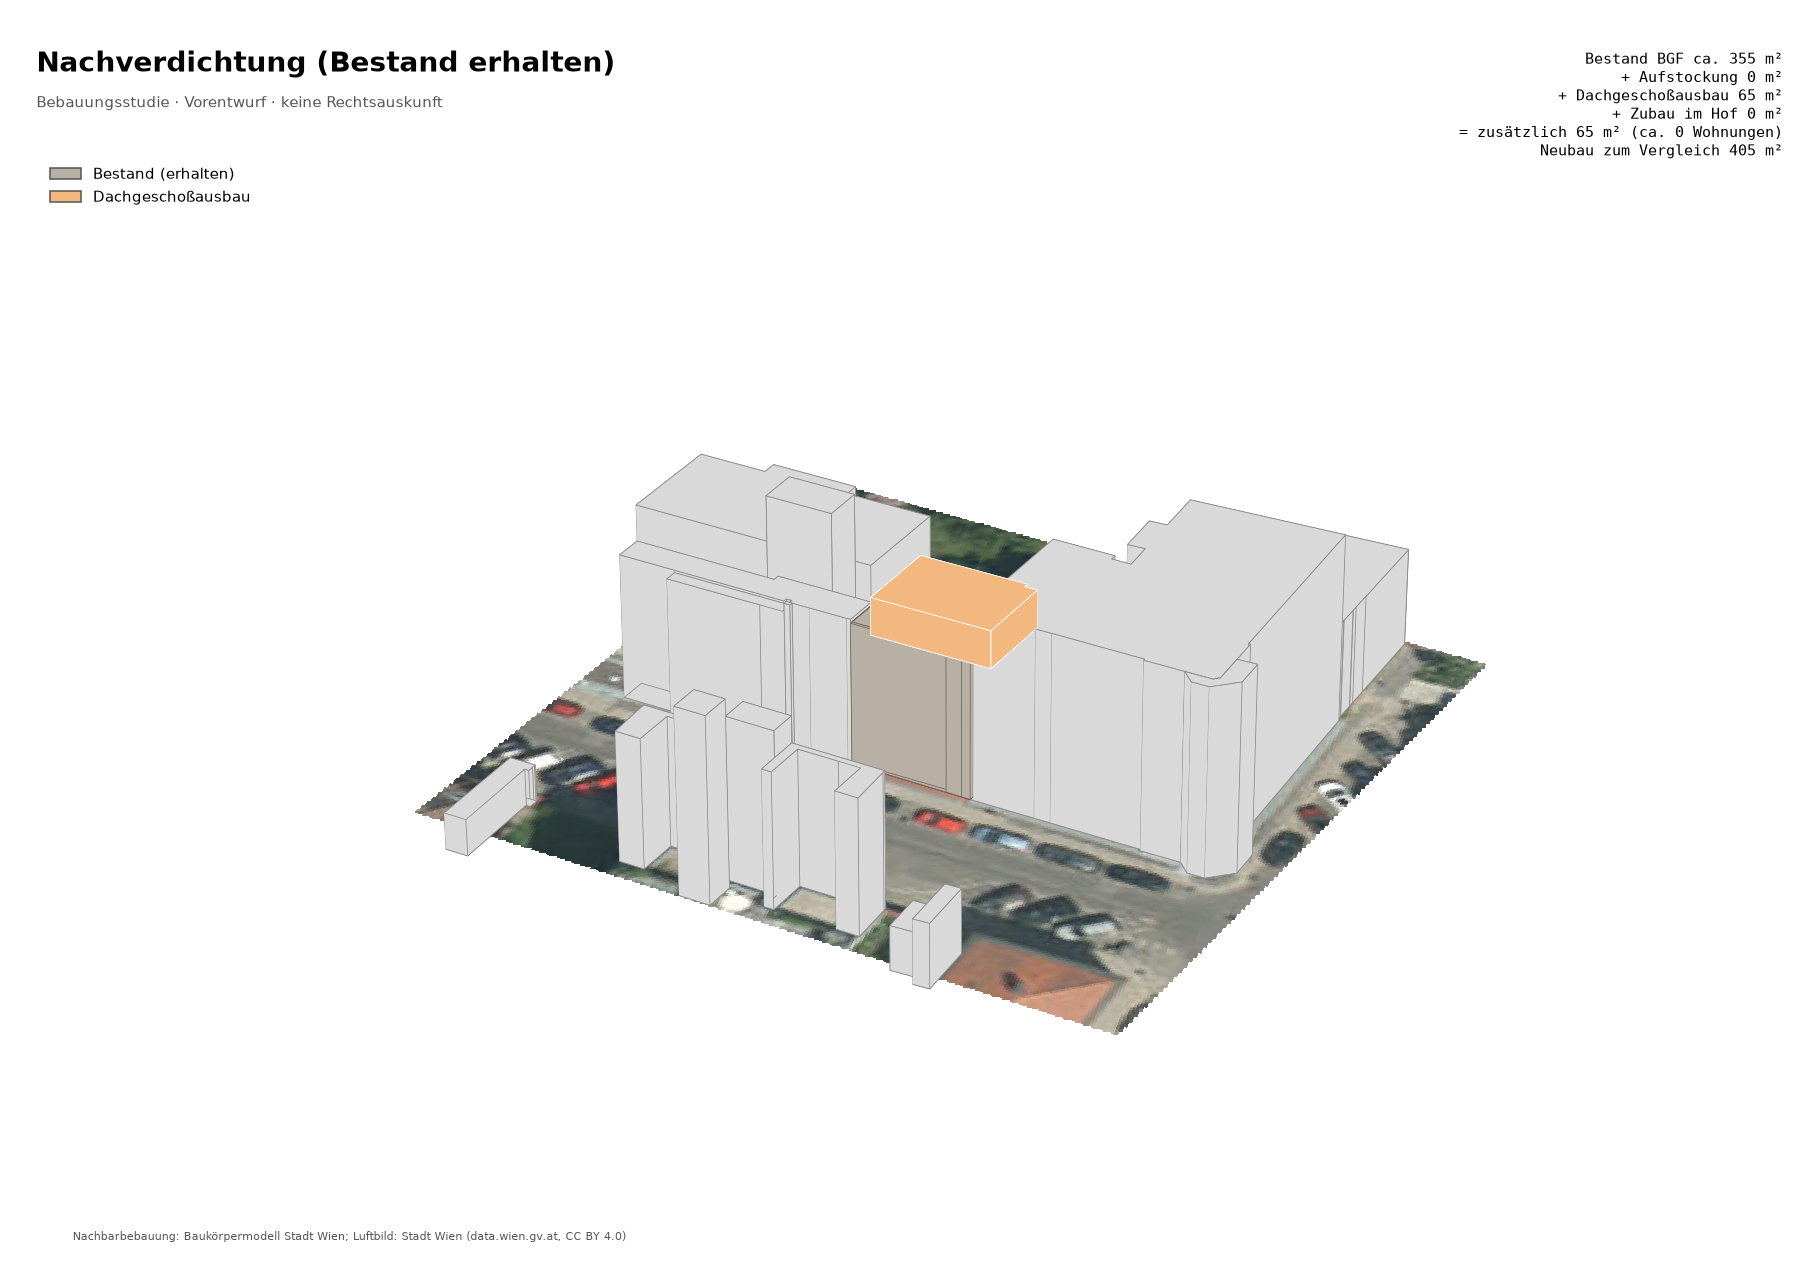 Nachverdichtung (Bestand erhalten)
Bebauungsstudie · Vorentwurf · keine Rechtsauskunft
Bestand BGF ca. 355 m²
+ Aufstockung 0 m²
+ Dachgeschoßausbau 65 m²
+ Zubau im Hof 0 m²
= zusätzlich 65 m² (ca. 0 Wohnungen)
Neubau zum Vergleich 405 m²
Bestand (erhalten)
Dachgeschoßausbau
Nachbarbebauung: Baukörpermodell Stadt Wien; Luftbild: Stadt Wien (data.wien.gv.at, CC BY 4.0)